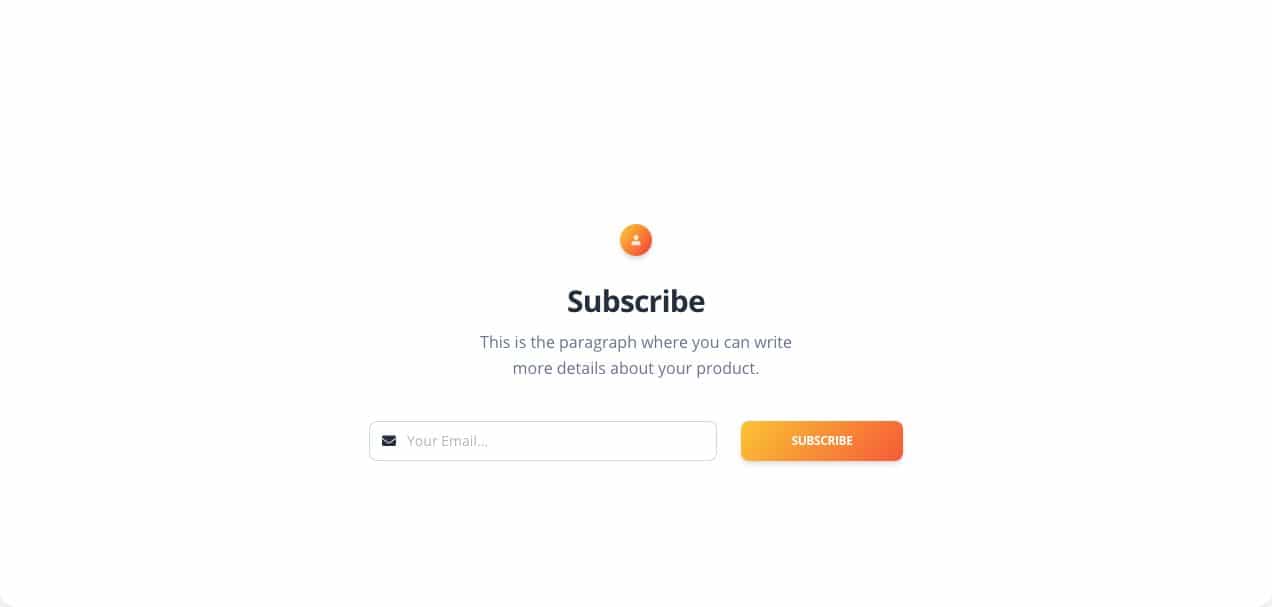 Subscribe
This is the paragraph where you can write
more details about your product.
Your Email...
SUBSCRIBE